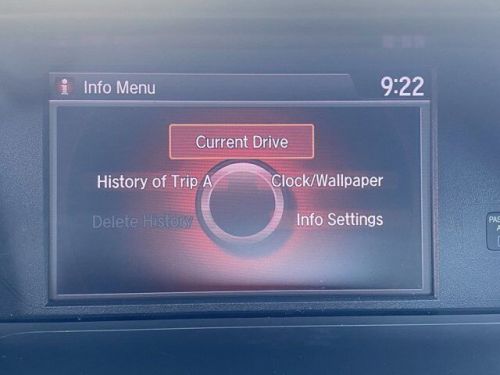 Info Menu
9:22
Current Drive
History of Trip A
Clock/Wallpaper
Delete History
Info Settings